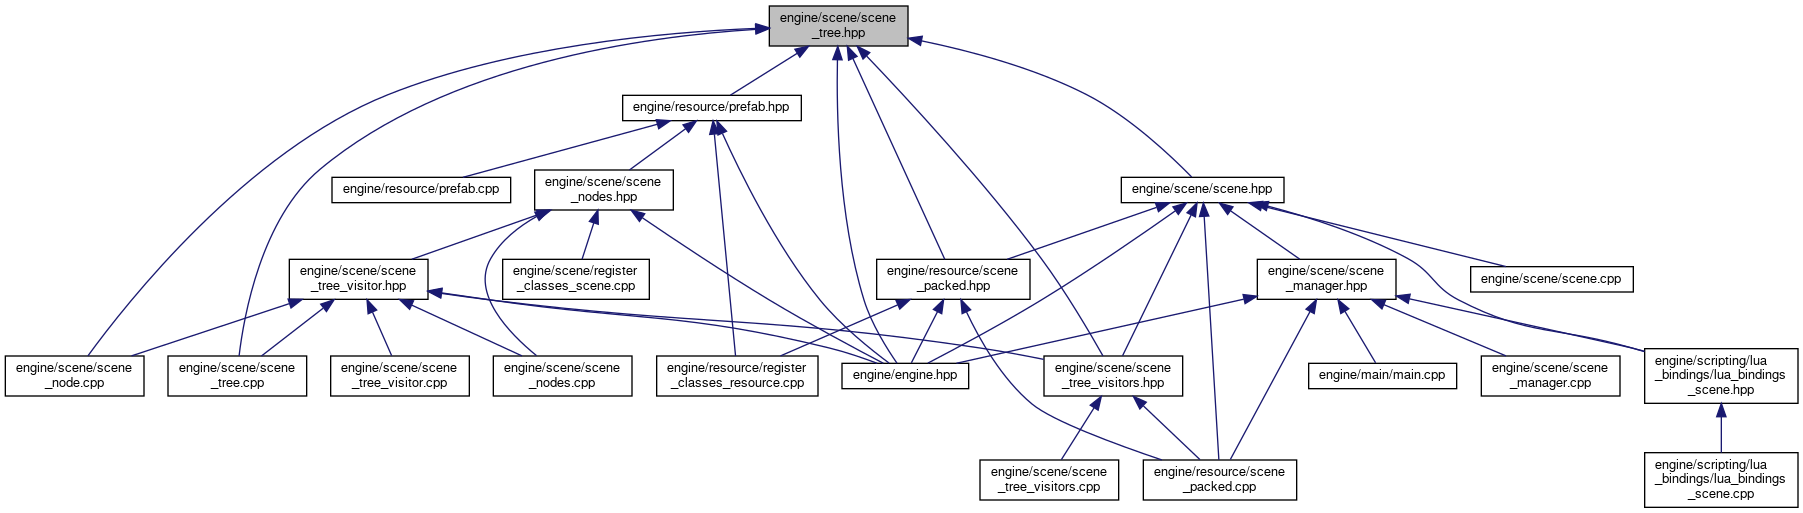 engine/scene/scene
_tree.hpp
engine/resource/prefab.hpp
engine/resource/prefab.cpp
engine/scene/scene
_nodes.hpp
engine/scene/scene.hpp
engine/scene/scene
_tree_visitor.hpp
engine/scene/register
_classes_scene.cpp
engine/resource/scene
_packed.hpp
engine/scene/scene
_manager.hpp
engine/scene/scene.cpp
engine/scene/scene
_node.cpp
engine/scene/scene
_tree.cpp
engine/scene/scene
_tree_visitor.cpp
engine/scene/scene
_nodes.cpp
engine/resource/register
_classes_resource.cpp
engine/engine.hpp
engine/scene/scene
_tree_visitors.hpp
engine/main/main.cpp
engine/scene/scene
_manager.cpp
engine/scripting/lua
_bindings/lua_bindings
_scene.hpp
engine/scene/scene
_tree_visitors.cpp
engine/resource/scene
_packed.cpp
engine/scripting/lua
_bindings/lua_bindings
_scene.cpp